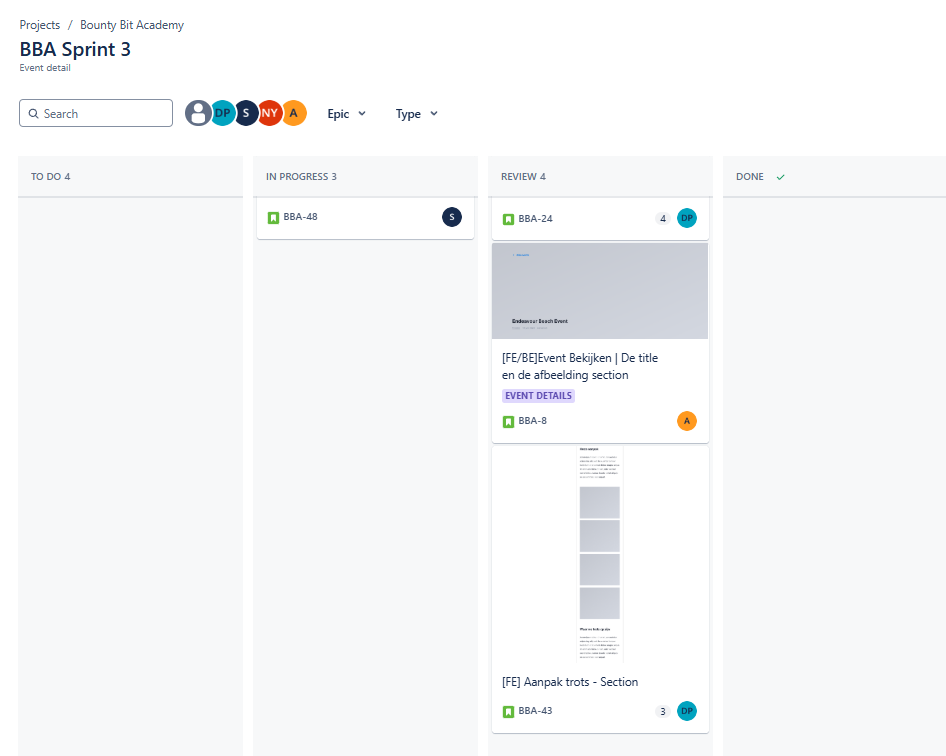 Projects / Bounty Bit Academy
BBA Sprint 3
Event detail
Search
DP
S
NY
A
Epic
Type
TO DO 4
IN PROGRESS 3
BBA-48
S
REVIEW 4
BBA-24
4
DP
Endeavour Beach Event
[FE/BE]Event Bekijken | De title
en de afbeelding section
EVENT DETAILS
BBA-8
A
[FE] Aanpak trots - Section
BBA-43
3
DP
DONE